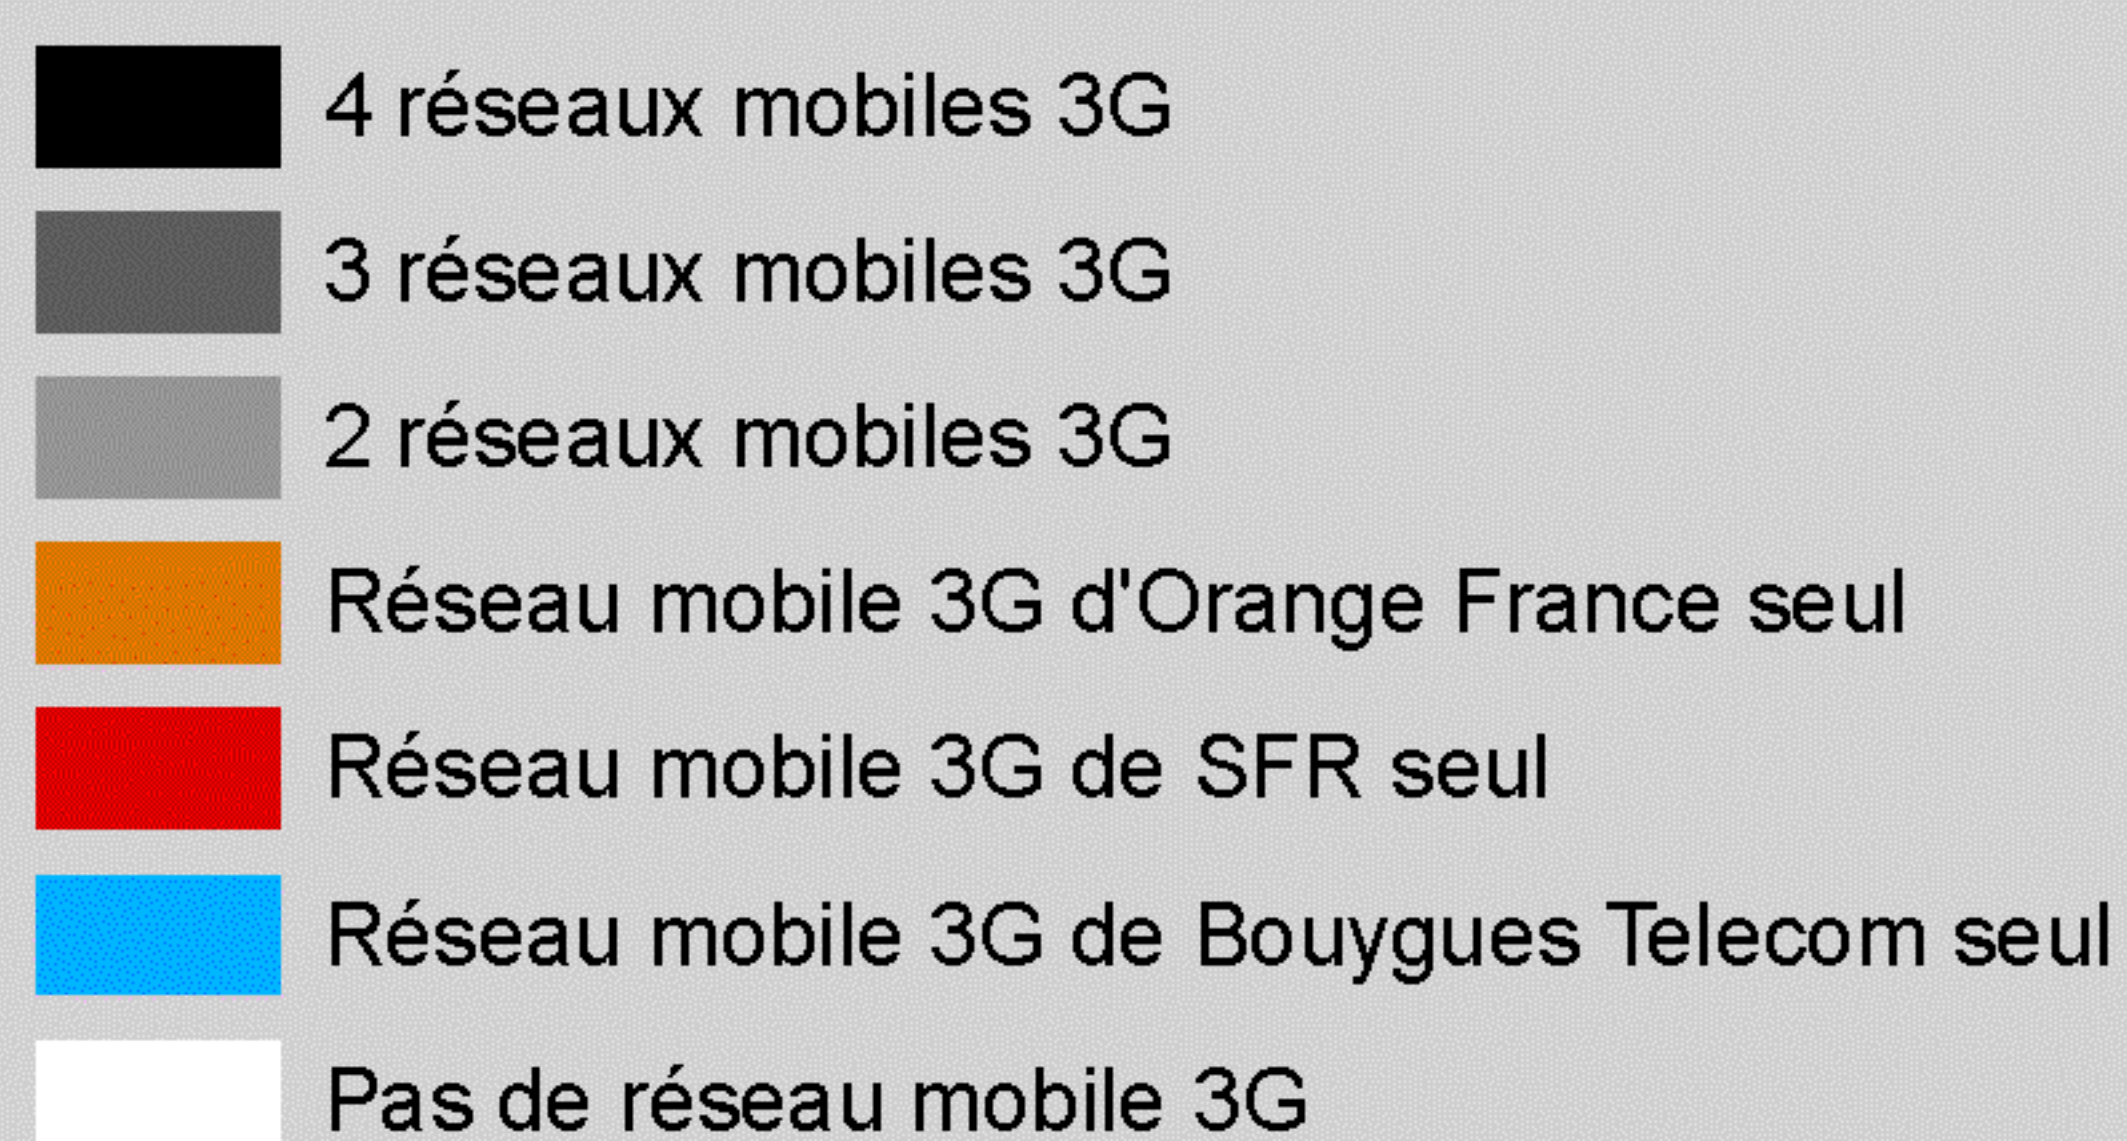 4 réseaux mobiles 3G
3 réseaux mobiles 3G
2 réseaux mobiles 3G
Réseau mobile 3G d'Orange France seul
Réseau mobile 3G de SFR seul
Réseau mobile 3G de Bouygues Telecom seul
Pas de réseau mobile 3G